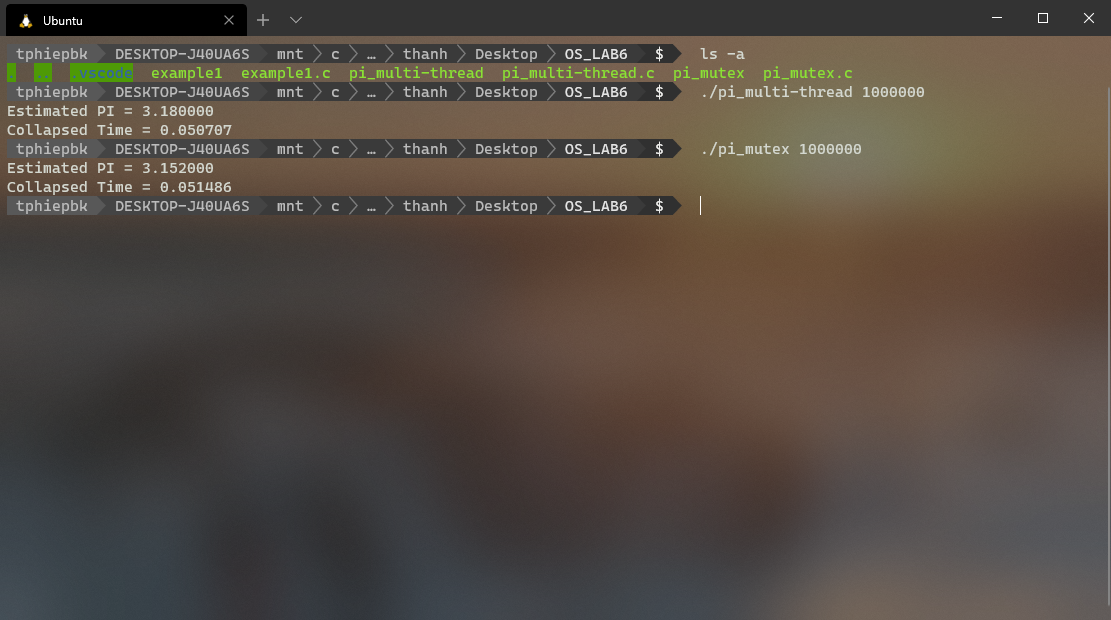 Ubuntu
tphiepbk DESKTOP-J40UA6S mnt c … thanh Desktop OS_LAB6 $ ls -a
. .. .vscode example1 example1.c pi_multi-thread pi_multi-thread.c pi_mutex pi_mutex.c
tphiepbk DESKTOP-J40UA6S mnt c … thanh Desktop OS_LAB6 $ ./pi_multi-thread 1000000
Estimated PI = 3.180000
Collapsed Time = 0.050707
tphiepbk DESKTOP-J40UA6S mnt c … thanh Desktop OS_LAB6 $ ./pi_mutex 1000000
Estimated PI = 3.152000
Collapsed Time = 0.051486
tphiepbk DESKTOP-J40UA6S mnt c … thanh Desktop OS_LAB6 $